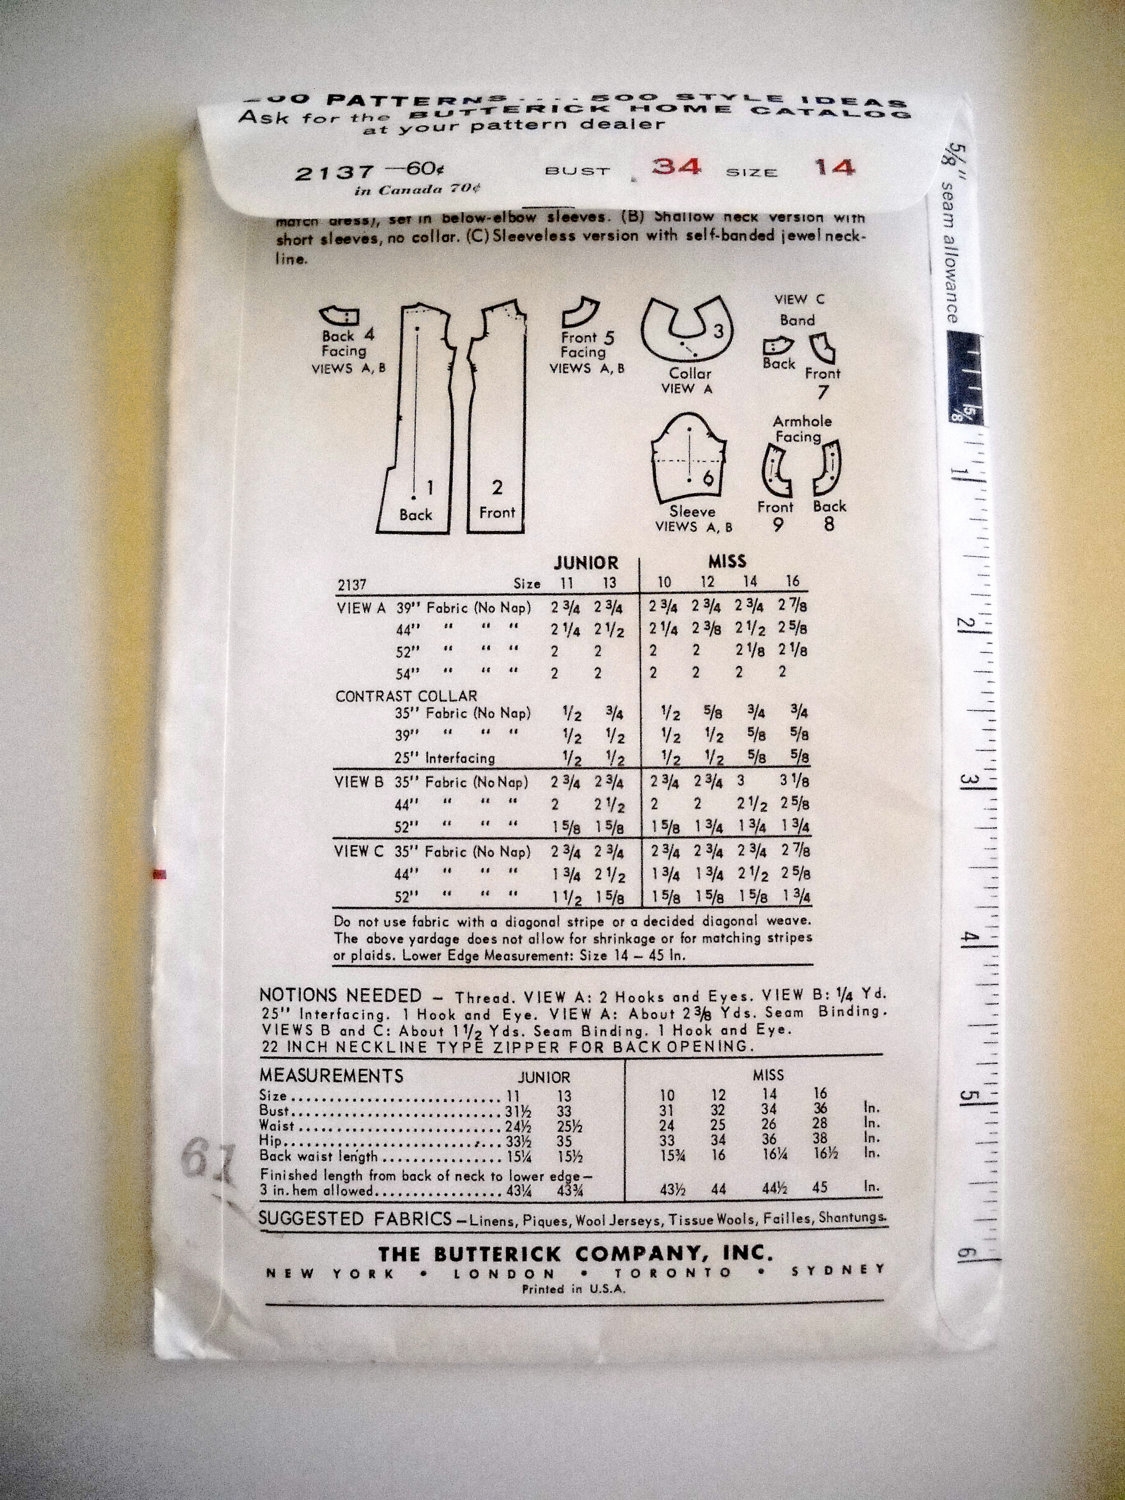 00 PATTERNS.... 500 STYLE IDEAS
Ask for the BUTTERICK HOME CATALOG
at your pattern dealer
2137 —60¢ BUST 34 SIZE 14
in Canada 70¢
5/8" seam allowance
match dress), set in below-elbow sleeves. (B) Shallow neck version with
short sleeves, no collar. (C) Sleeveless version with self-banded jewel neck-
line.
Back 4
Facing
VIEWS A, B
1
Back
2
Front
Front 5
Facing
VIEWS A, B
3
Collar
VIEW A
VIEW C
Band
Back
Front
7
6
Sleeve
VIEWS A, B
Armhole
Facing
Front
9
Back
8
5/8
1
2
3
4
5
6
JUNIOR MISS
2137 Size 11 13 10 12 14 16
VIEW A 39" Fabric (No Nap) 2 3/4 2 3/4 2 3/4 2 3/4 2 3/4 2 7/8
44" " " " 2 1/4 2 1/2 2 1/4 2 3/8 2 1/2 2 5/8
52" " " " 2 2 2 2 2 1/8 2 1/8
54" " " " 2 2 2 2 2 2
CONTRAST COLLAR
35" Fabric (No Nap) 1/2 3/4 1/2 5/8 3/4 3/4
39" " " " 1/2 1/2 1/2 1/2 5/8 5/8
25" Interfacing 1/2 1/2 1/2 1/2 5/8 5/8
VIEW B 35" Fabric (No Nap) 2 3/4 2 3/4 2 3/4 2 3/4 3 3 1/8
44" " " " 2 2 1/2 2 2 2 1/2 2 5/8
52" " " " 1 5/8 1 5/8 1 5/8 1 3/4 1 3/4 1 3/4
VIEW C 35" Fabric (No Nap) 2 3/4 2 3/4 2 3/4 2 3/4 2 3/4 2 7/8
44" " " " 1 3/4 2 1/2 1 3/4 1 3/4 2 1/2 2 5/8
52" " " " 1 1/2 1 5/8 1 5/8 1 5/8 1 5/8 1 3/4
Do not use fabric with a diagonal stripe or a decided diagonal weave.
The above yardage does not allow for shrinkage or for matching stripes
or plaids. Lower Edge Measurement: Size 14 — 45 In.
NOTIONS NEEDED — Thread. VIEW A: 2 Hooks and Eyes. VIEW B: 1/4 Yd.
25" Interfacing. 1 Hook and Eye. VIEW A: About 2 3/8 Yds. Seam Binding.
VIEWS B and C: About 1 1/2 Yds. Seam Binding. 1 Hook and Eye.
22 INCH NECKLINE TYPE ZIPPER FOR BACK OPENING.
MEASUREMENTS JUNIOR MISS
Size............................ 11 13 10 12 14 16
Bust............................ 31½ 33 31 32 34 36 In.
Waist........................... 24½ 25½ 24 25 26 28 In.
Hip............................. 33½ 35 33 34 36 38 In.
Back waist length................ 15¼ 15½ 15¾ 16 16¼ 16½ In.
Finished length from back of neck to lower edge—
3 in. hem allowed................. 43¼ 43¾ 43½ 44 44½ 45 In.
SUGGESTED FABRICS—Linens, Piques, Wool Jerseys, Tissue Wools, Failles, Shantungs.
THE BUTTERICK COMPANY, INC.
NEW YORK • LONDON • TORONTO • SYDNEY
Printed in U.S.A.
61